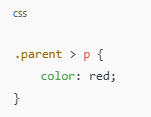 css
.parent > p {
    color: red;
}